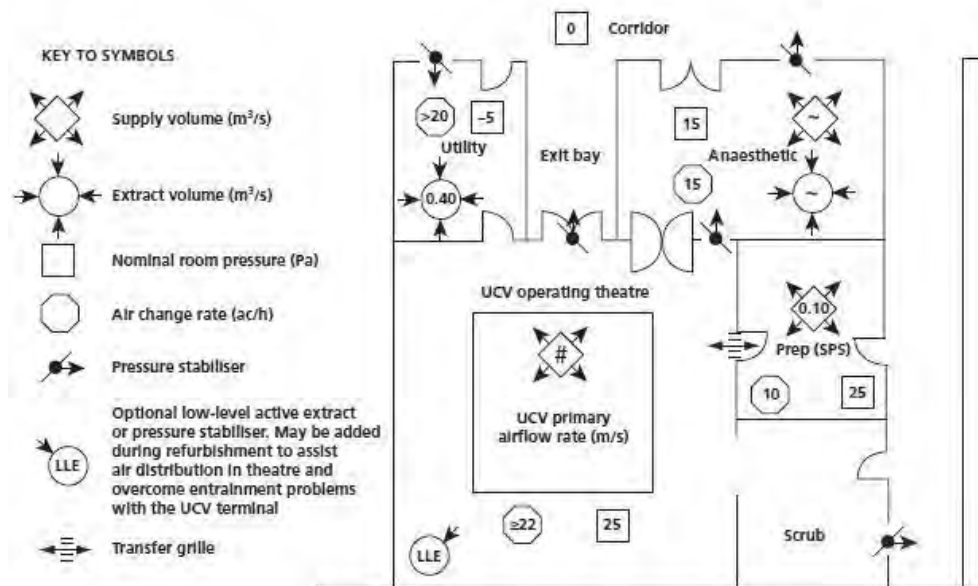 KEY TO SYMBOLS
Supply volume (m³/s)
Extract volume (m³/s)
Nominal room pressure (Pa)
Air change rate (ac/h)
Pressure stabiliser
LLE
Optional low-level active extract
or pressure stabiliser. May be added
during refurbishment to assist
air distribution in theatre and
overcome entrainment problems
with the UCV terminal
Transfer grille
0 Corridor
>20 -5
Utility
0.40
Exit bay
15
Anaesthetic
15
~
~
UCV operating theatre
#
UCV primary
airflow rate (m/s)
≥22 25
LLE
0.10
Prep (SPS)
10 25
Scrub